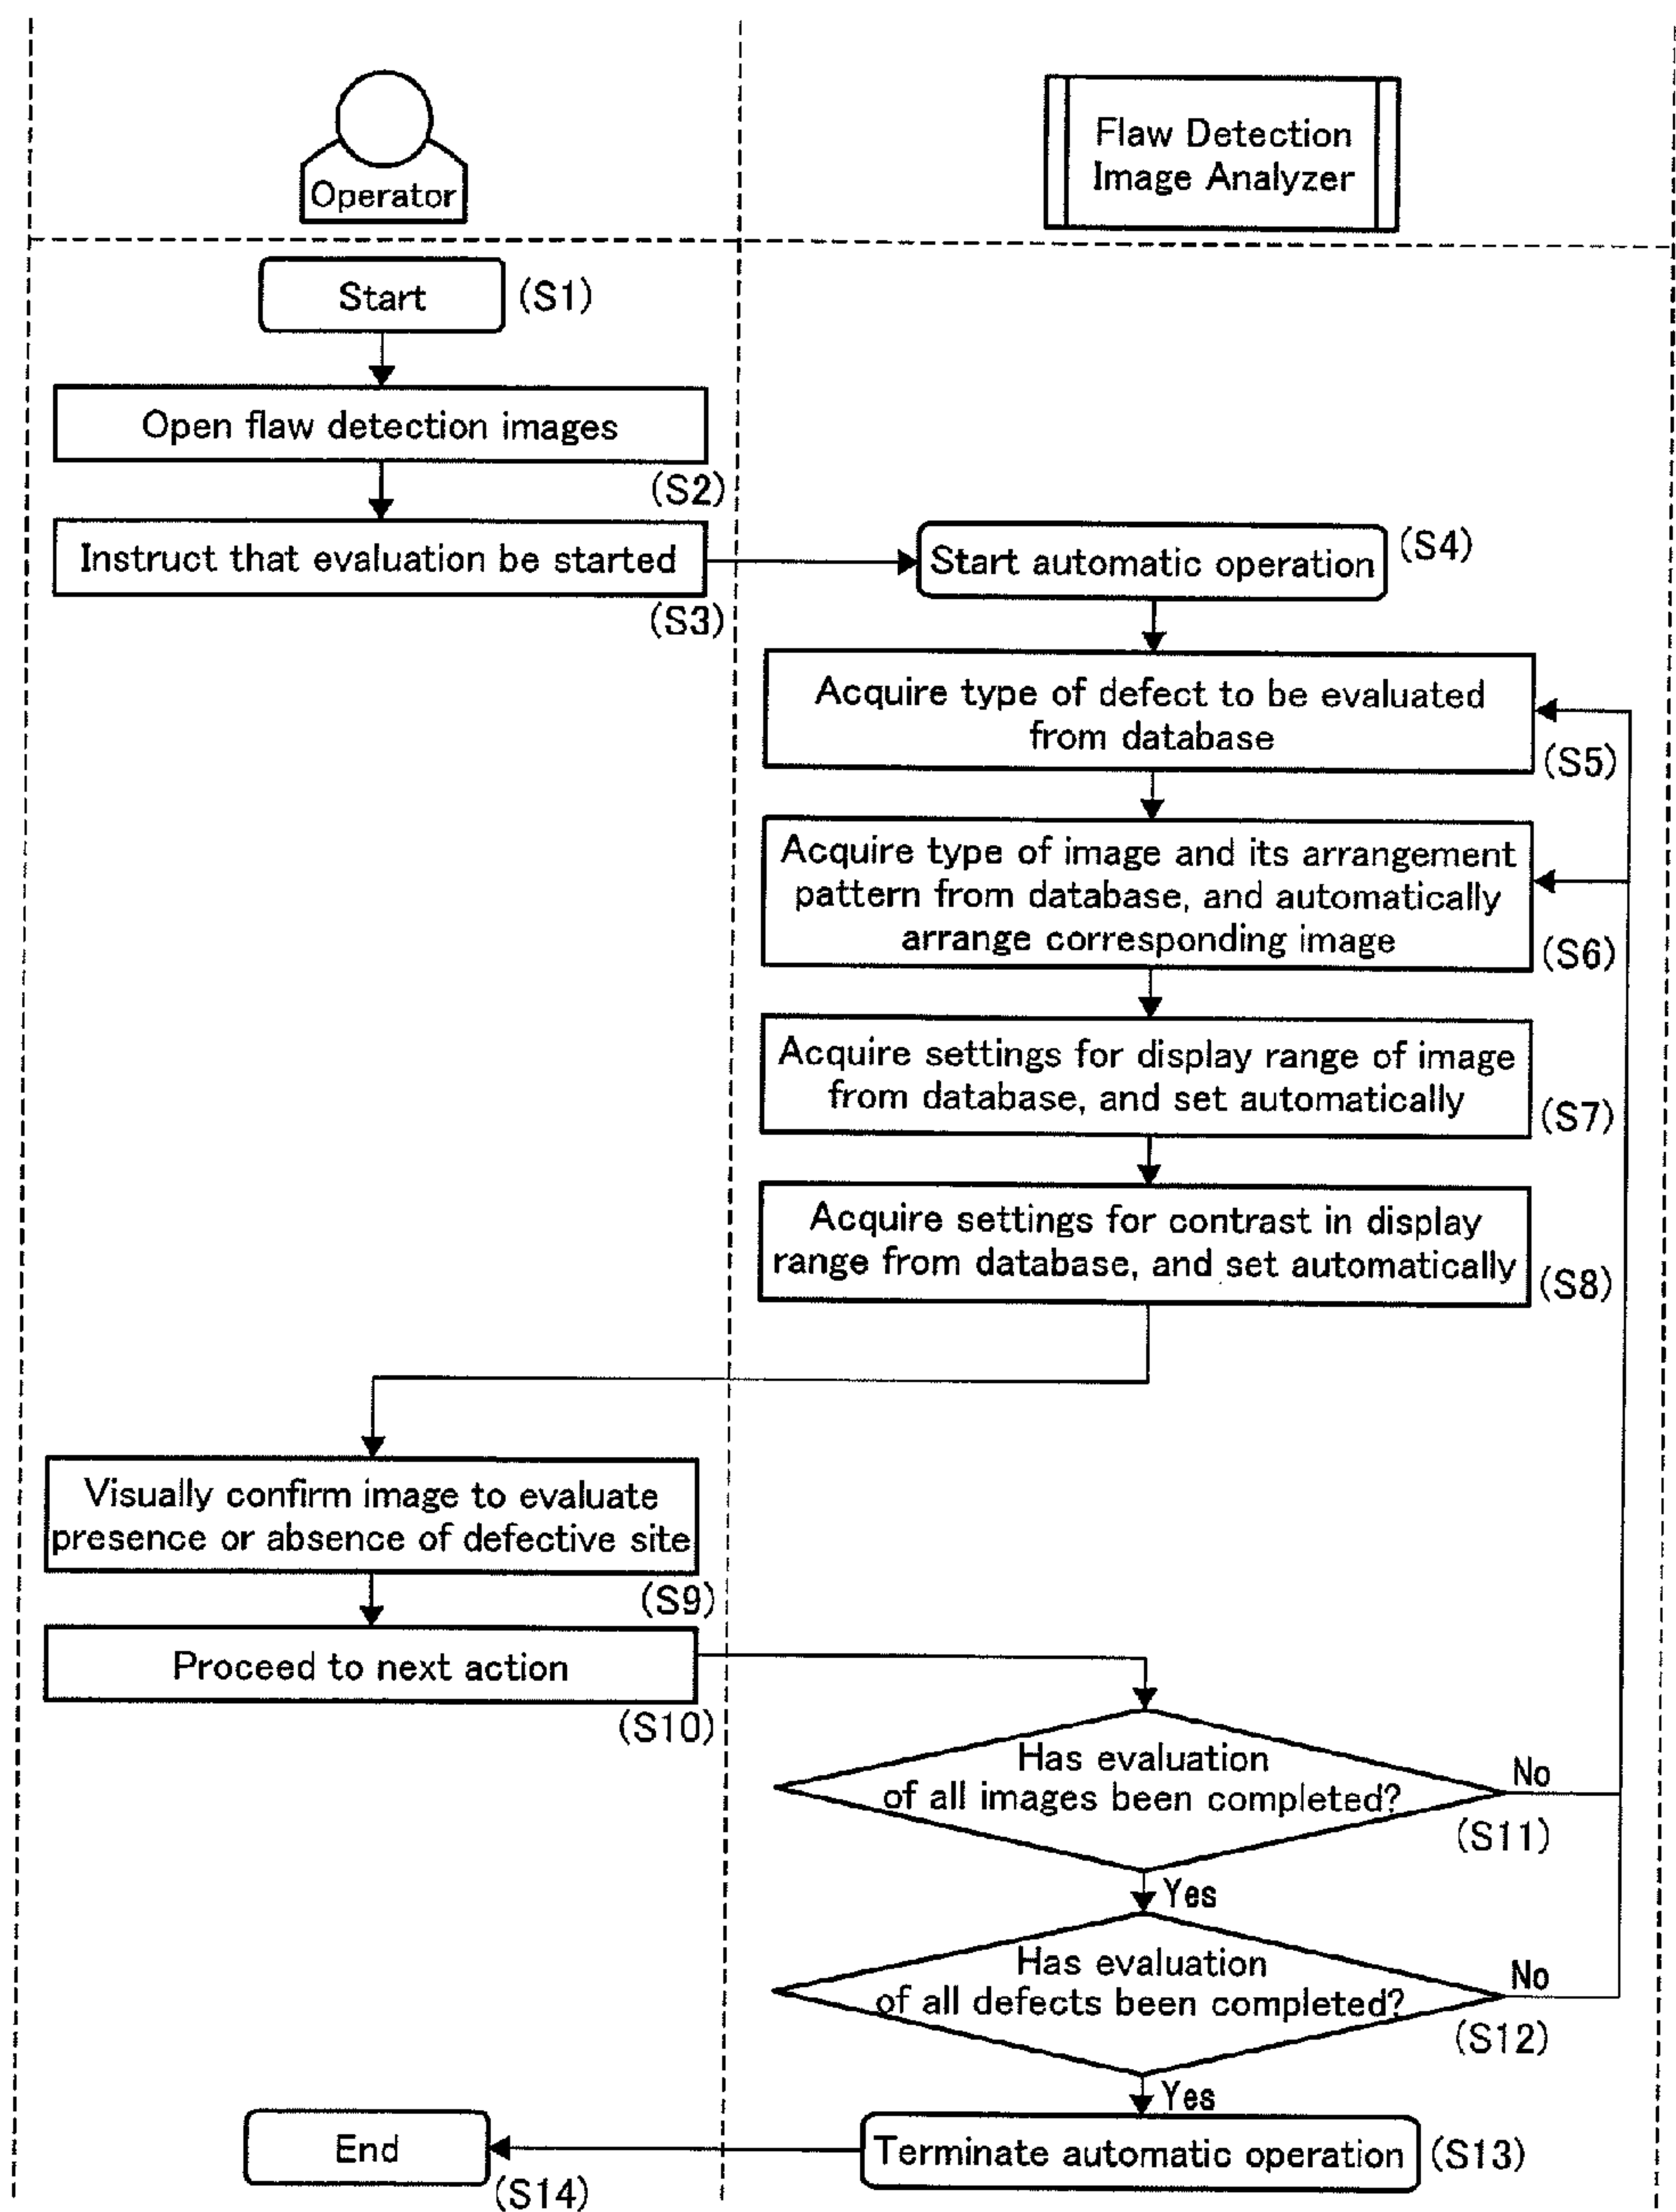 Operator
Flaw Detection
Image Analyzer
Start
(S1)
Open flaw detection images
(S2)
Instruct that evaluation be started
(S3)
Start automatic operation
(S4)
Acquire type of defect to be evaluated
from database
(S5)
Acquire type of image and its arrangement
pattern from database, and automatically
arrange corresponding image
(S6)
Acquire settings for display range of image
from database, and set automatically
(S7)
Acquire settings for contrast in display
range from database, and set automatically
(S8)
Visually confirm image to evaluate
presence or absence of defective site
(S9)
Proceed to next action
(S10)
Has evaluation
of all images been completed?
No
(S11)
Yes
Has evaluation
of all defects been completed?
No
(S12)
Yes
Terminate automatic operation
(S13)
End
(S14)